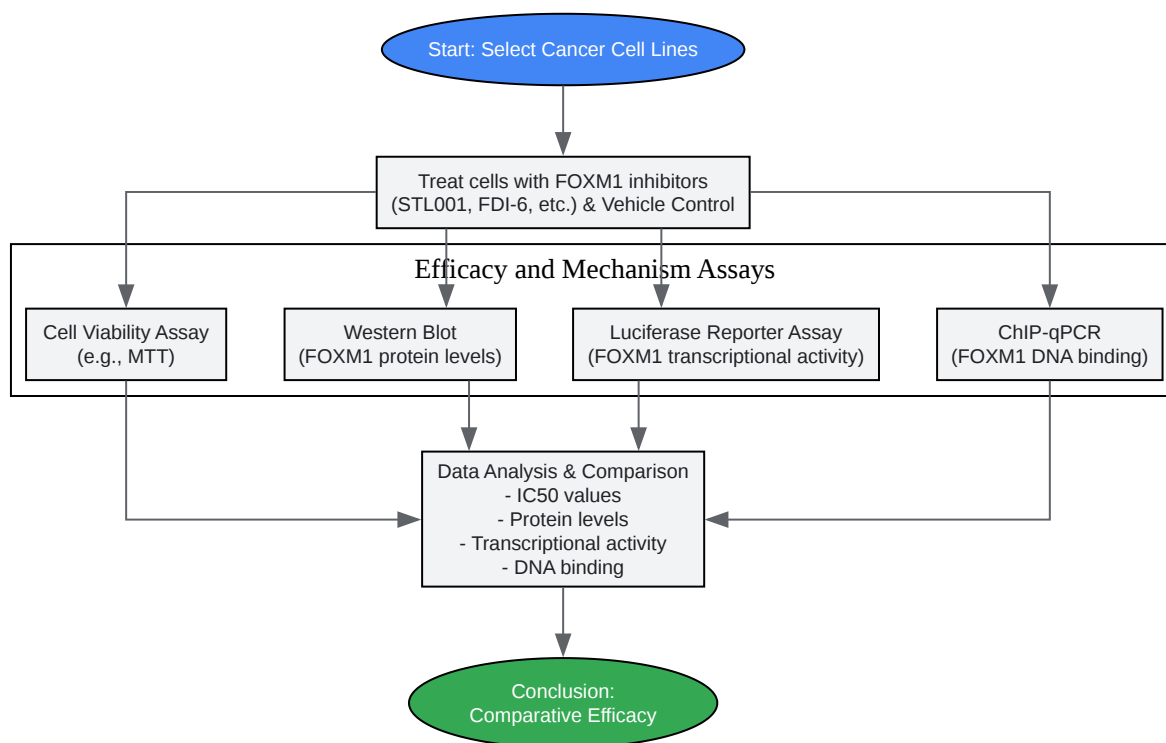 Start: Select Cancer Cell Lines
Treat cells with FOXM1 inhibitors
(STL001, FDI-6, etc.) & Vehicle Control
Efficacy and Mechanism Assays
Cell Viability Assay
(e.g., MTT)
Western Blot
(FOXM1 protein levels)
Luciferase Reporter Assay
(FOXM1 transcriptional activity)
ChIP-qPCR
(FOXM1 DNA binding)
Data Analysis & Comparison
- IC50 values
- Protein levels
- Transcriptional activity
- DNA binding
Conclusion:
Comparative Efficacy